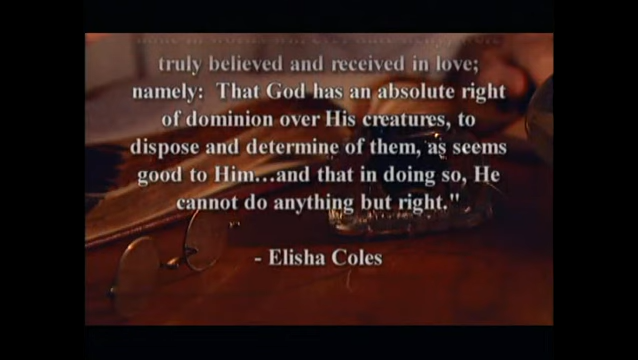 truly believed and received in love;
namely: That God has an absolute right
of dominion over His creatures, to
dispose and determine of them, as seems
good to Him...and that in doing so, He
cannot do anything but right."
- Elisha Coles